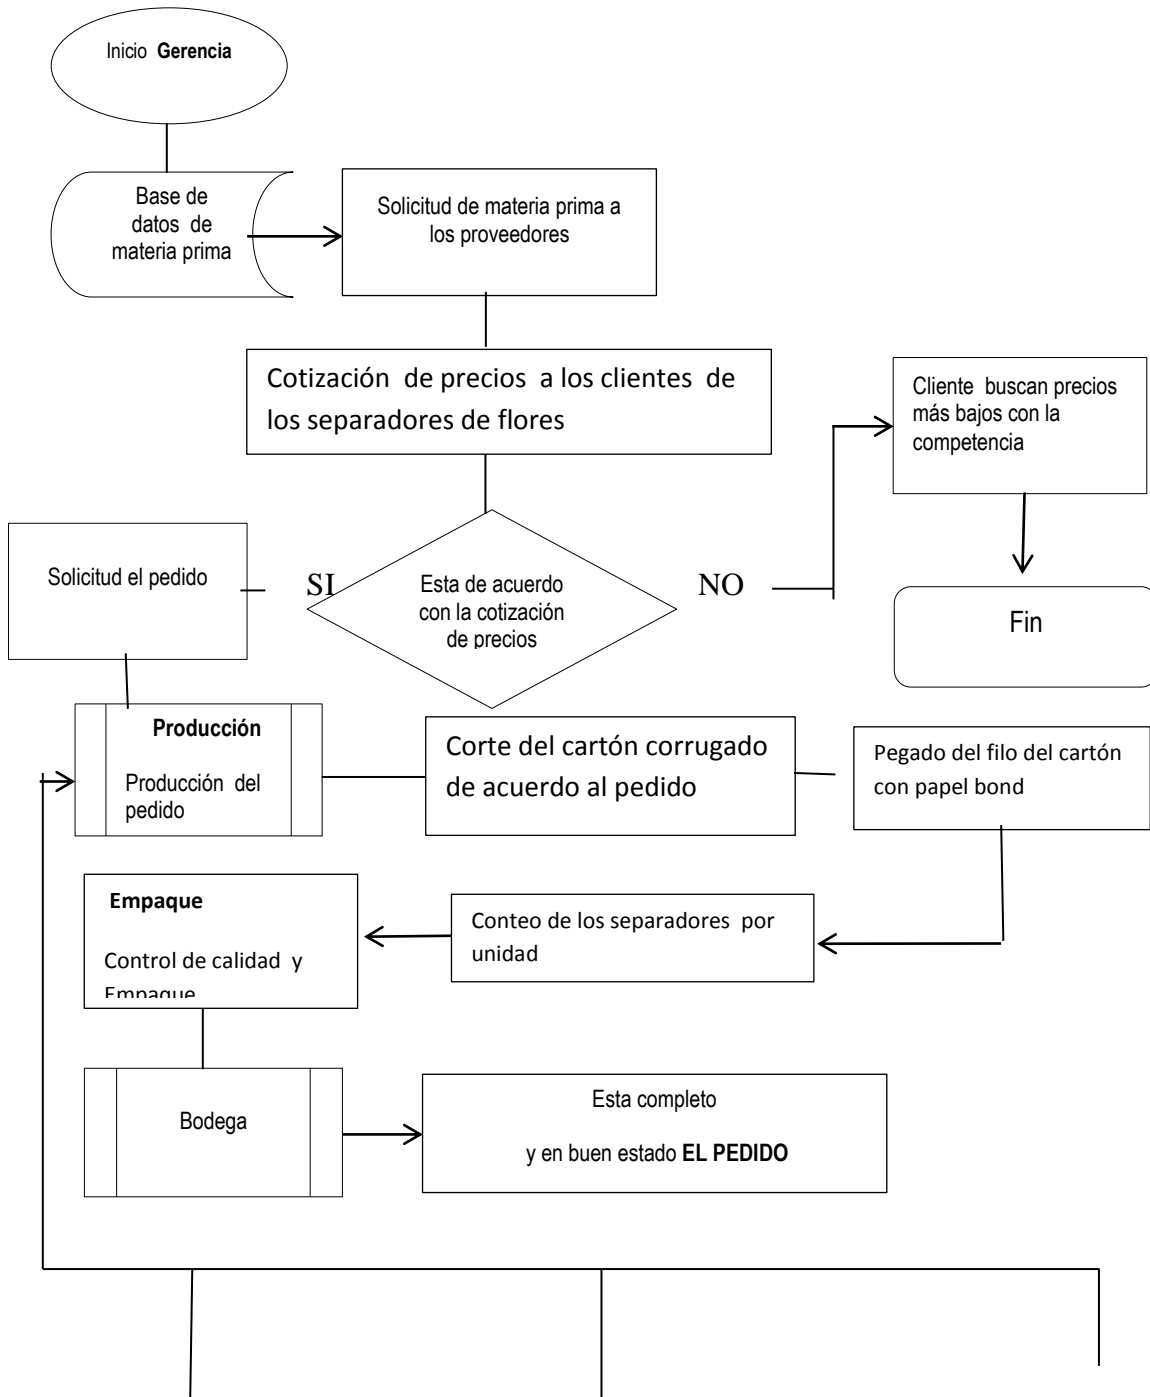 Inicio Gerencia
Base de
datos de
materia prima
Solicitud de materia prima a
los proveedores
Cotización de precios a los clientes de
los separadores de flores
Cliente buscan precios
más bajos con la
competencia
Solicitud el pedido
SI
Esta de acuerdo
con la cotización
de precios
NO
Fin
Producción
Producción del
pedido
Corte del cartón corrugado
de acuerdo al pedido
Pegado del filo del cartón
con papel bond
Empaque
Control de calidad y
Empaque
Conteo de los separadores por
unidad
Bodega
Esta completo
y en buen estado EL PEDIDO